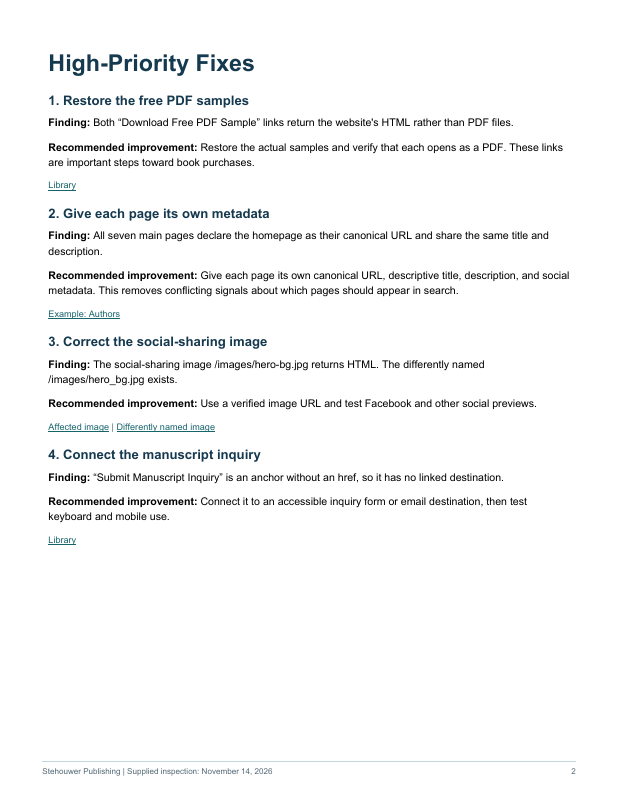 High-Priority Fixes
1. Restore the free PDF samples
Finding: Both “Download Free PDF Sample” links return the website's HTML rather than PDF files.
Recommended improvement: Restore the actual samples and verify that each opens as a PDF. These links
are important steps toward book purchases.
Library
2. Give each page its own metadata
Finding: All seven main pages declare the homepage as their canonical URL and share the same title and
description.
Recommended improvement: Give each page its own canonical URL, descriptive title, description, and social
metadata. This removes conflicting signals about which pages should appear in search.
Example: Authors
3. Correct the social-sharing image
Finding: The social-sharing image /images/hero-bg.jpg returns HTML. The differently named
/images/hero_bg.jpg exists.
Recommended improvement: Use a verified image URL and test Facebook and other social previews.
Affected image | Differently named image
4. Connect the manuscript inquiry
Finding: “Submit Manuscript Inquiry” is an anchor without an href, so it has no linked destination.
Recommended improvement: Connect it to an accessible inquiry form or email destination, then test
keyboard and mobile use.
Library
Stehouwer Publishing | Supplied inspection: November 14, 2026 2